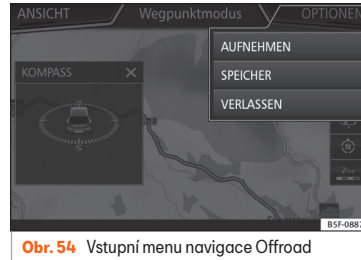 ANSICHT
Wegpunktmodus
OPTIONEN
AUFNEHMEN
SPEICHER
VERLASSEN
KOMPASS
S
N
B5F-0887
Obr. 54 Vstupní menu navigace Offroad